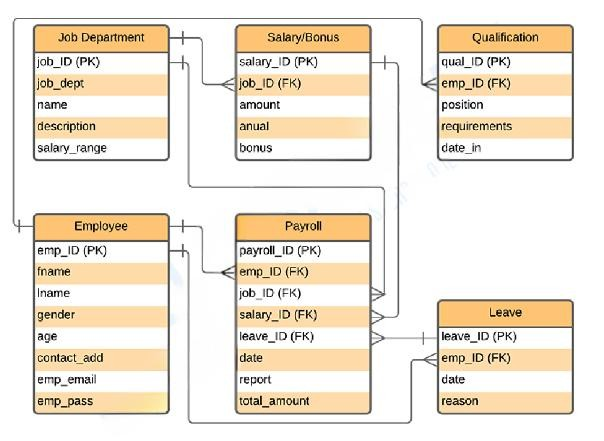 Job Department
job_ID (PK)
job_dept
name
description
salary_range
Salary/Bonus
salary_ID (PK)
job_ID (FK)
amount
anual
bonus
Qualification
qual_ID (PK)
emp_ID (FK)
position
requirements
date_in
Employee
emp_ID (PK)
fname
lname
gender
age
contact_add
emp_email
emp_pass
Payroll
payroll_ID (PK)
emp_ID (FK)
job_ID (FK)
salary_ID (FK)
leave_ID (FK)
date
report
total_amount
Leave
leave_ID (PK)
emp_ID (FK)
date
reason